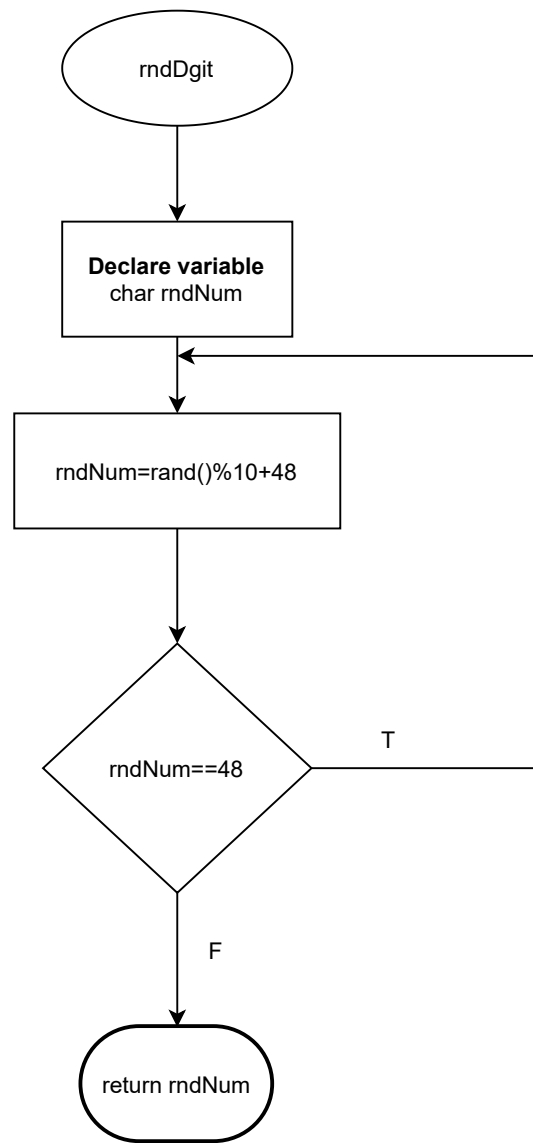 rndDgit
Declare variable
char rndNum
rndNum=rand()%10+48
rndNum==48
T
F
return rndNum